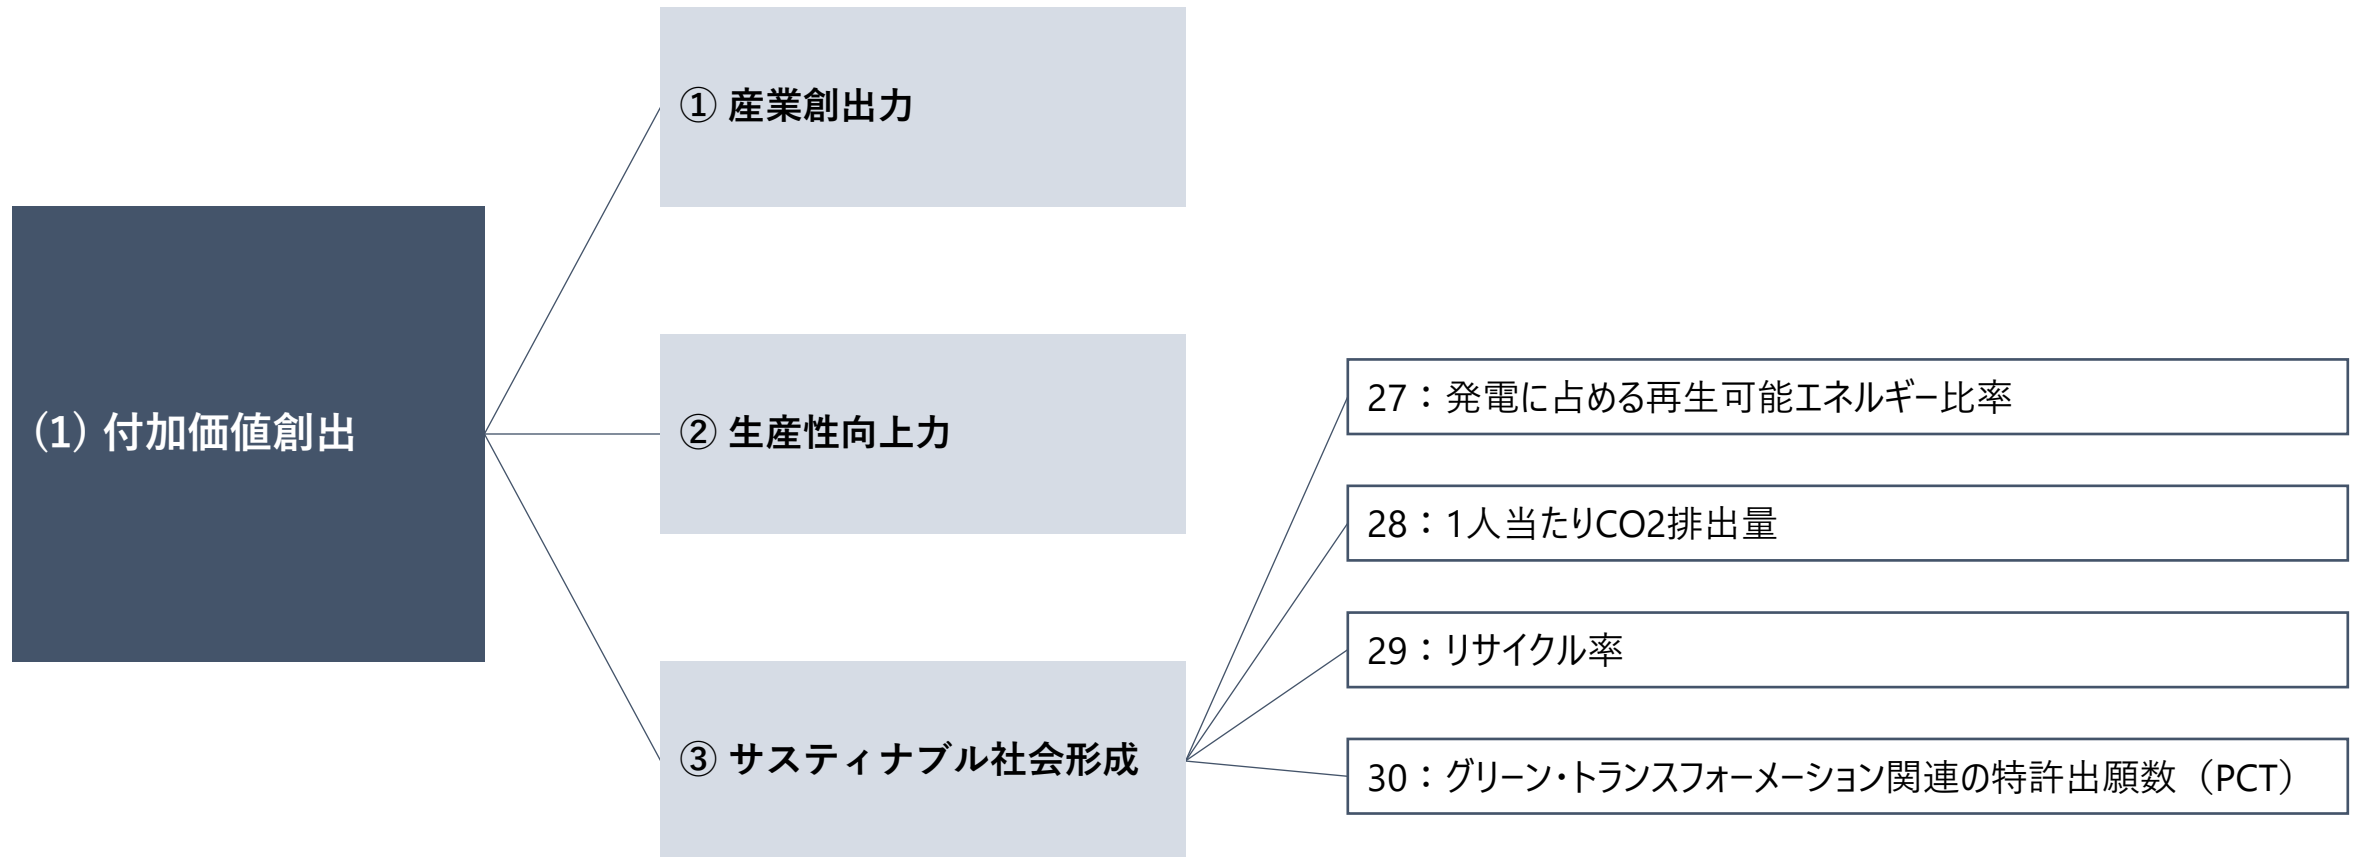 (1) 付加価値創出
① 産業創出力
② 生産性向上力
③ サスティナブル社会形成
27：発電に占める再生可能エネルギー比率
28：1人当たりCO2排出量
29：リサイクル率
30：グリーン・トランスフォーメーション関連の特許出願数（PCT）